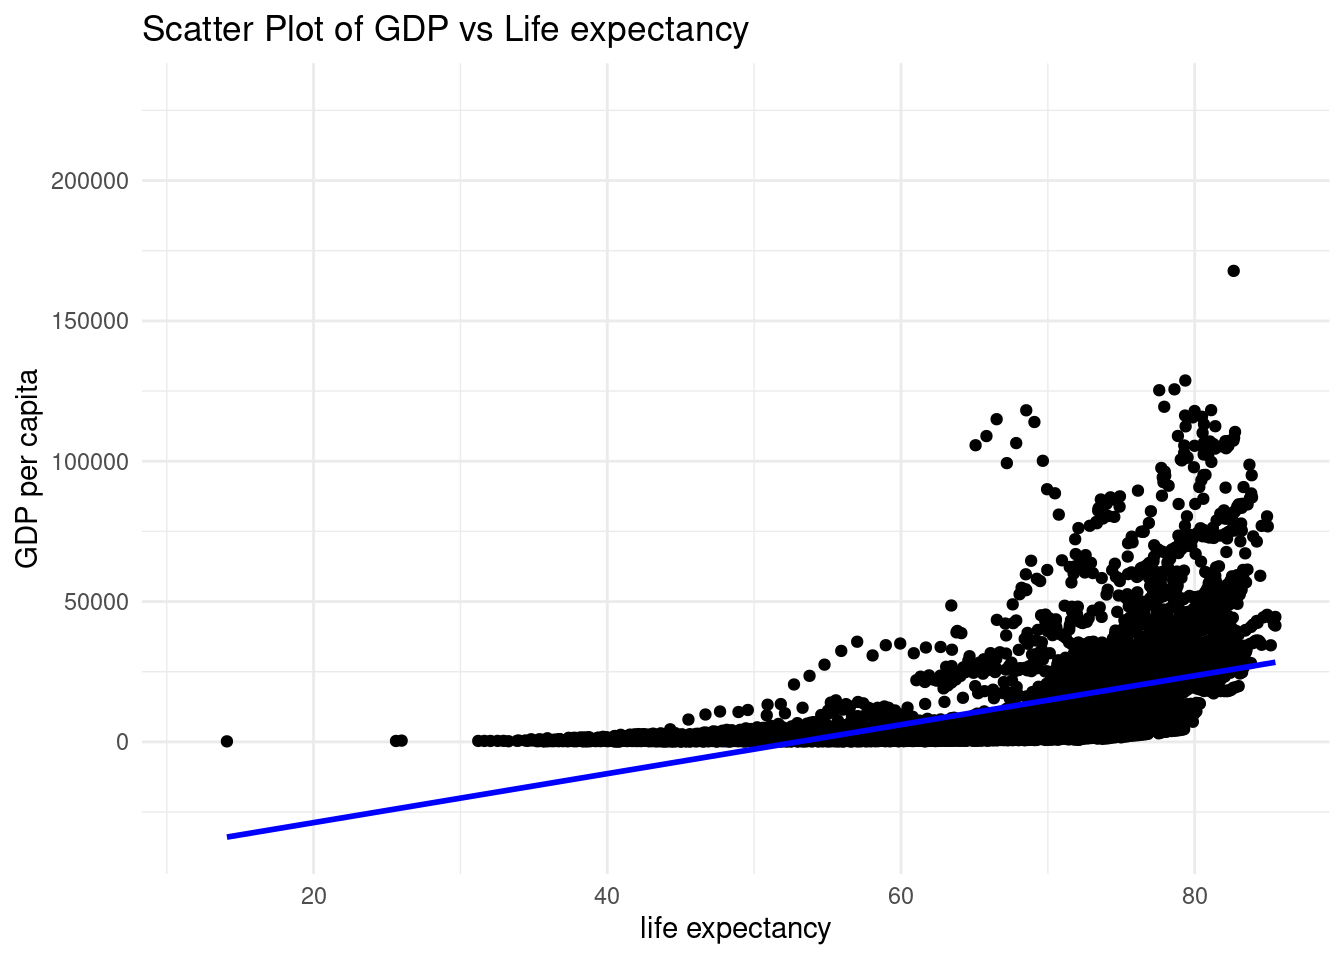 Scatter Plot of GDP vs Life expectancy
GDP per capita
200000
150000
100000
50000
0
20 40 60 80
life expectancy